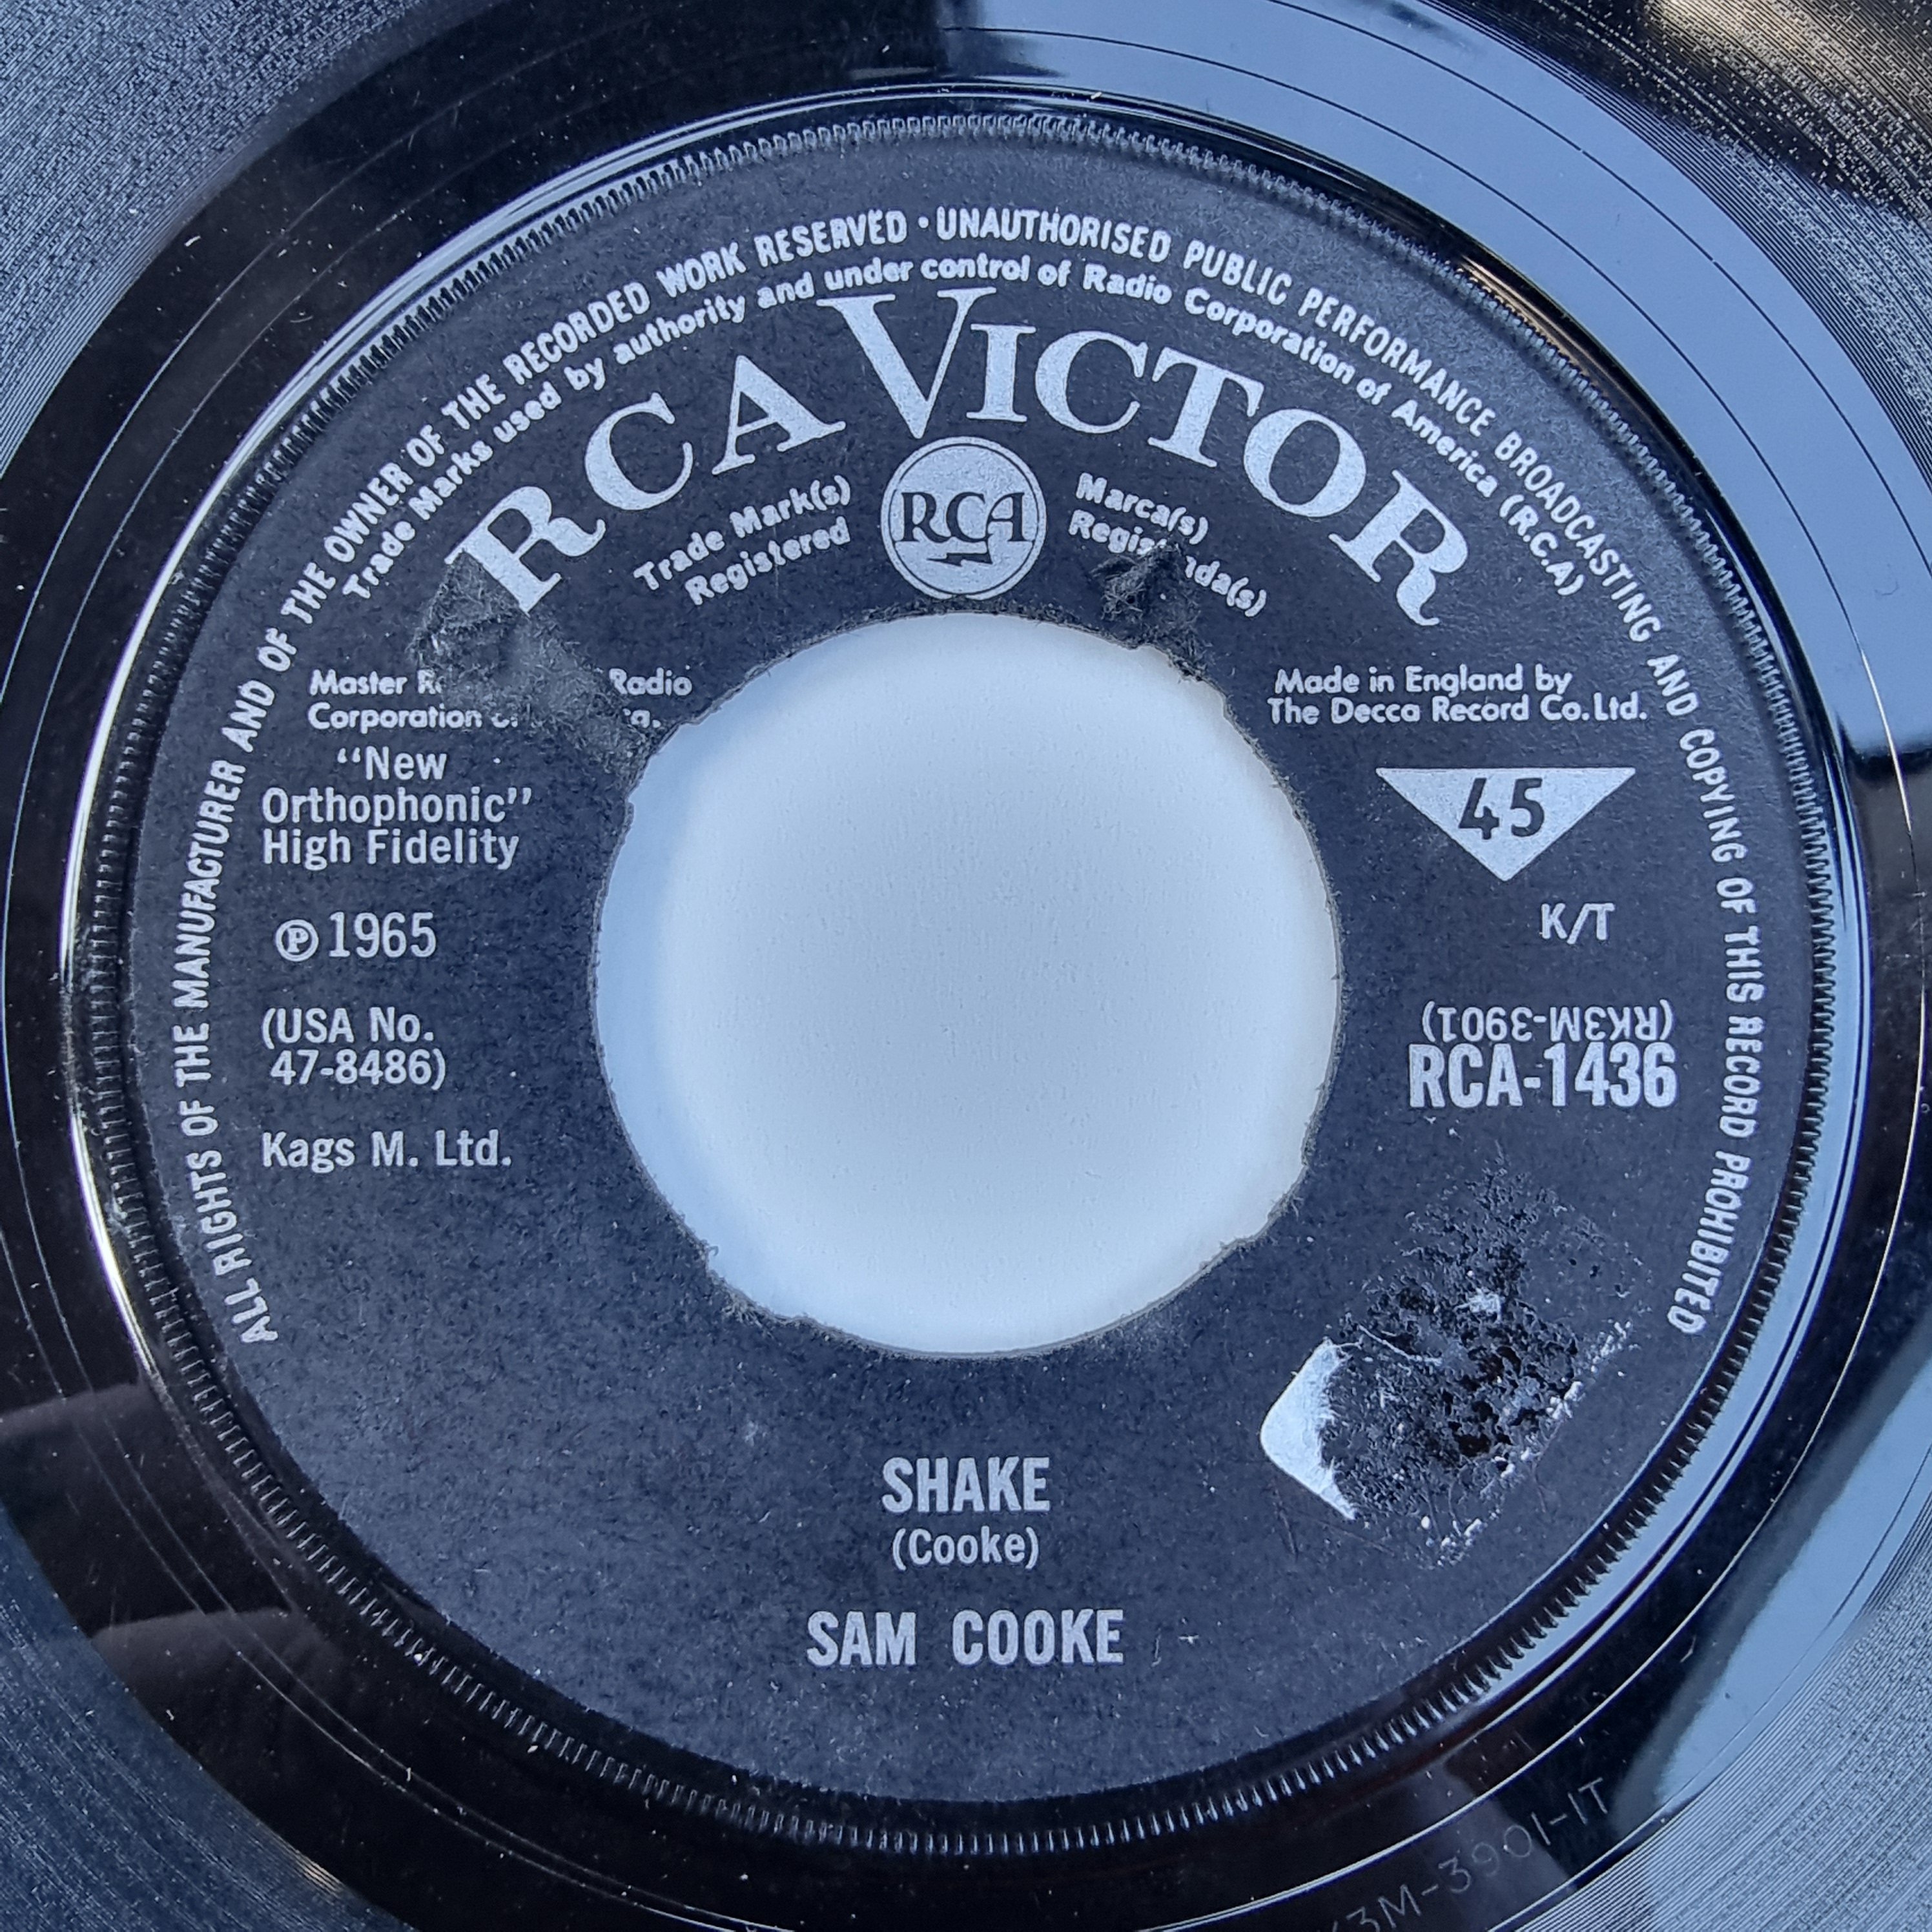 ALL RIGHTS OF THE MANUFACTURER AND OF THE OWNER OF THE RECORDED WORK RESERVED · UNAUTHORISED PUBLIC PERFORMANCE BROADCASTING AND COPYING OF THIS RECORD PROHIBITED
Trade Marks used by authority and under control of Radio Corporation of America (R.C.A)
RCA VICTOR
Trade Mark(s)
Registered
RCA
Marca(s)
Master Radio
Corporation
Made in England by
The Decca Record Co. Ltd.
“New
Orthophonic”
High Fidelity
45
K/T
℗ 1965
(USA No.
47-8486)
(RK3M-3901)
RCA-1436
Kags M. Ltd.
SHAKE
(Cooke)
SAM COOKE
3M-3901-1T